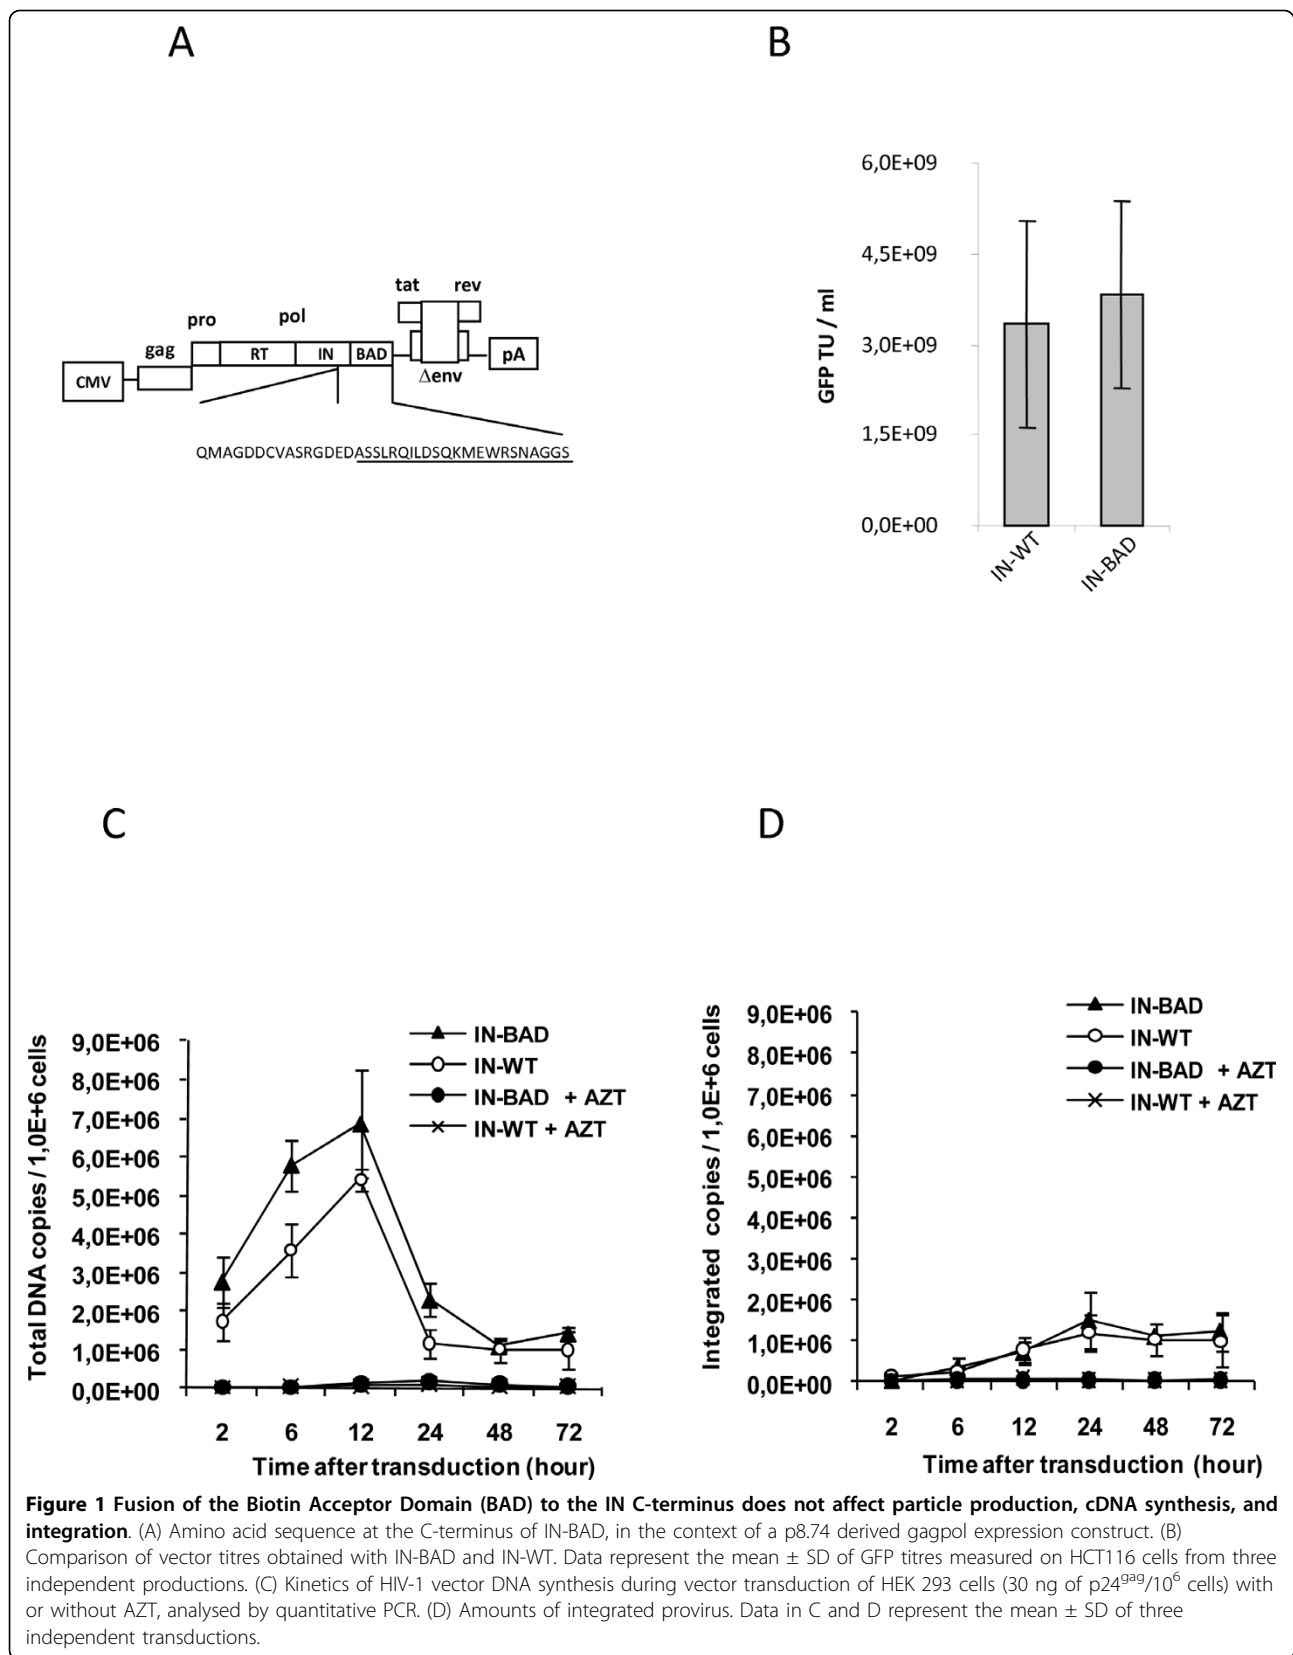 A
B
tat rev
pro pol
gag RT IN BAD
CMV Δenv pA
QMAGDDCVASRGDEDASSLRQILDSQKMEWRSNAGGS
GFP TU / ml
6,0E+09
4,5E+09
3,0E+09
1,5E+09
0,0E+00
IN-WT IN-BAD
C
Total DNA copies / 1,0E+6 cells
9,0E+06
8,0E+06
7,0E+06
6,0E+06
5,0E+06
4,0E+06
3,0E+06
2,0E+06
1,0E+06
0,0E+00
IN-BAD
IN-WT
IN-BAD + AZT
IN-WT + AZT
2 6 12 24 48 72
Time after transduction (hour)
D
Integrated copies / 1,0E+6 cells
9,0E+06
8,0E+06
7,0E+06
6,0E+06
5,0E+06
4,0E+06
3,0E+06
2,0E+06
1,0E+06
0,0E+00
IN-BAD
IN-WT
IN-BAD + AZT
IN-WT + AZT
2 6 12 24 48 72
Time after transduction (hour)
Figure 1 Fusion of the Biotin Acceptor Domain (BAD) to the IN C-terminus does not affect particle production, cDNA synthesis, and
integration. (A) Amino acid sequence at the C-terminus of IN-BAD, in the context of a p8.74 derived gagpol expression construct. (B)
Comparison of vector titres obtained with IN-BAD and IN-WT. Data represent the mean ± SD of GFP titres measured on HCT116 cells from three
independent productions. (C) Kinetics of HIV-1 vector DNA synthesis during vector transduction of HEK 293 cells (30 ng of p24^gag/10^6 cells) with
or without AZT, analysed by quantitative PCR. (D) Amounts of integrated provirus. Data in C and D represent the mean ± SD of three
independent transductions.